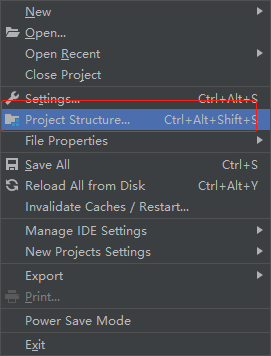 New
Open...
Open Recent
Close Project
Settings... Ctrl+Alt+S
Project Structure... Ctrl+Alt+Shift+S
File Properties
Save All Ctrl+S
Reload All from Disk Ctrl+Alt+Y
Invalidate Caches / Restart...
Manage IDE Settings
New Projects Settings
Export
Print...
Power Save Mode
Exit